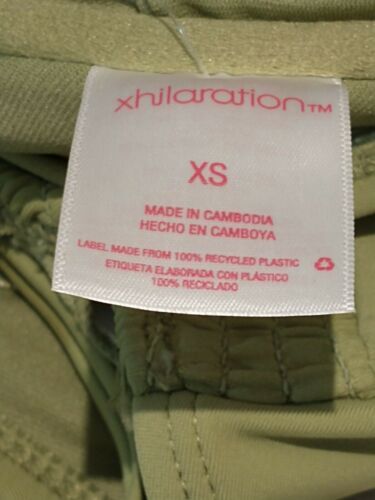 xhilaration™
XS
MADE IN CAMBODIA
HECHO EN CAMBOYA
LABEL MADE FROM 100% RECYCLED PLASTIC
ETIQUETA ELABORADA CON PLÁSTICO
100% RECICLADO